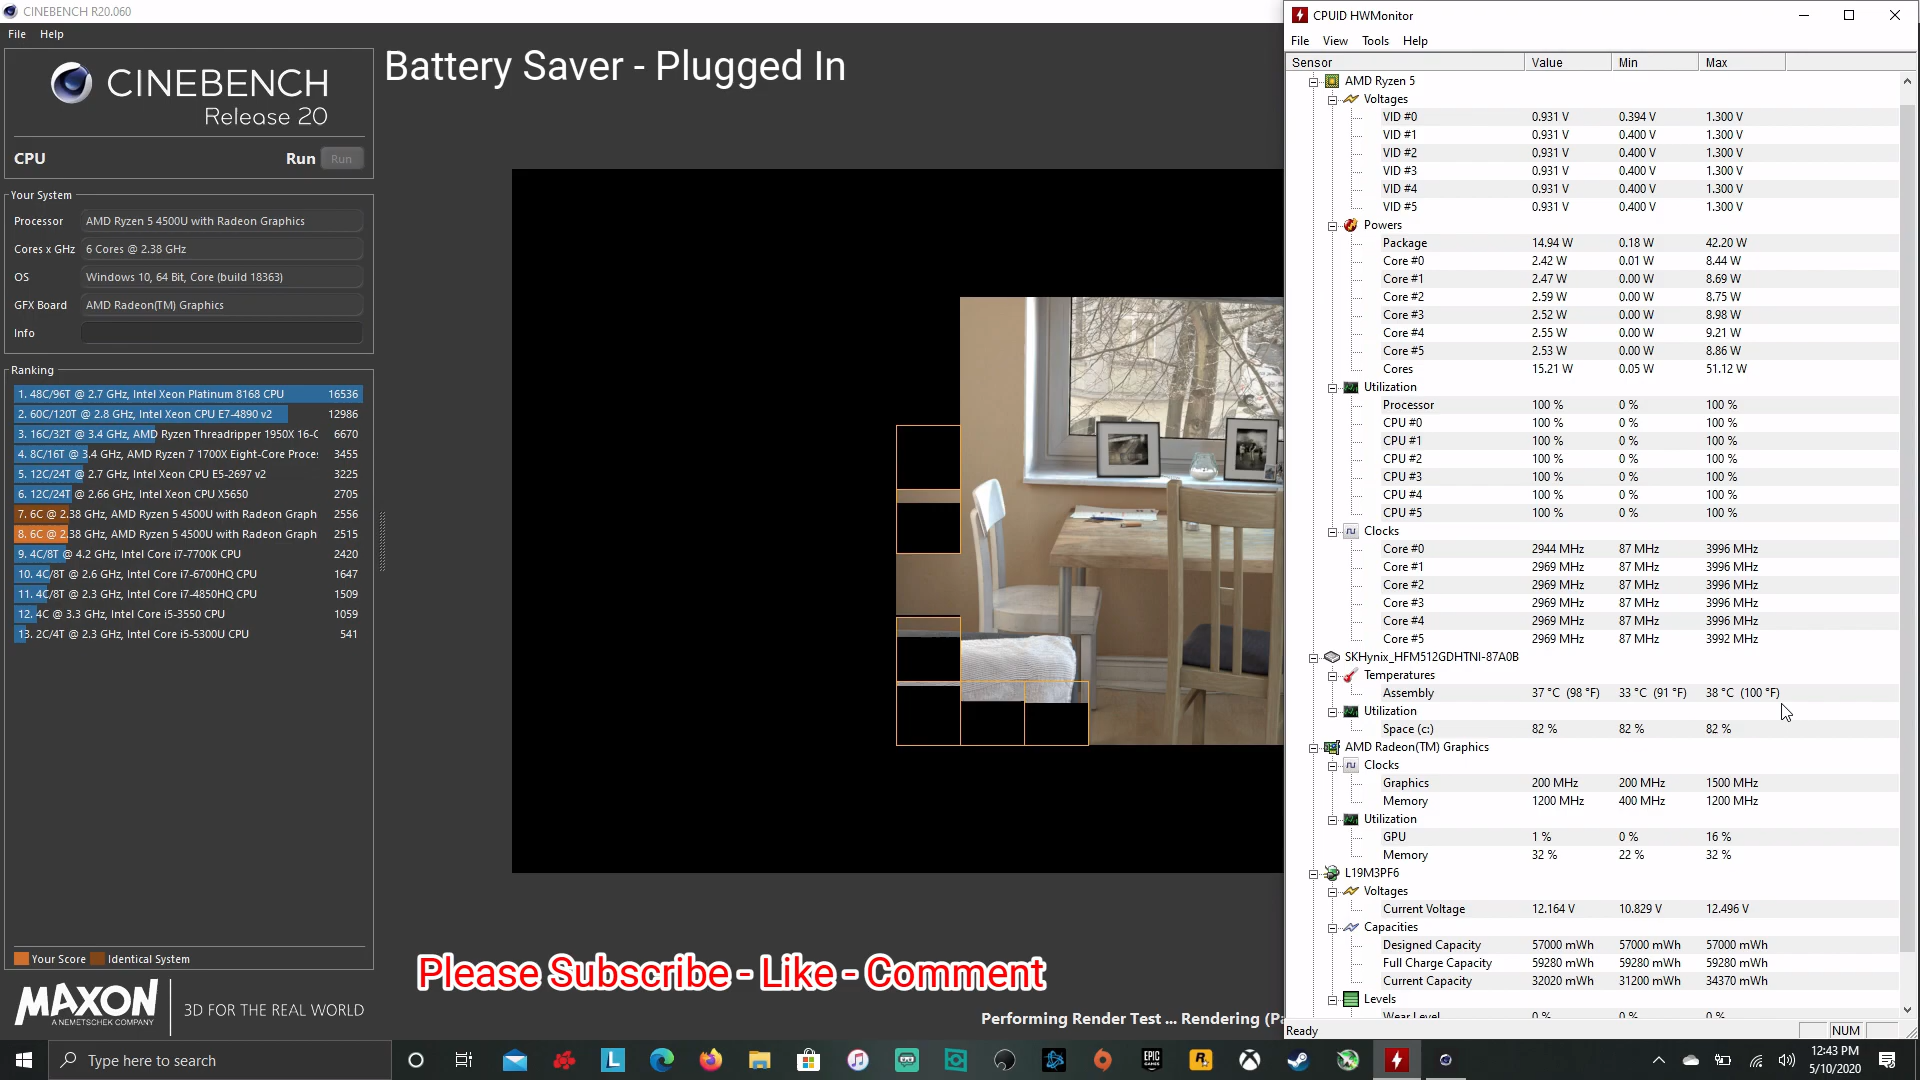 CINEBENCH R20.060
File Help
CINEBENCH
Release 20
CPU Run Run
Your System
Processor AMD Ryzen 5 4500U with Radeon Graphics
Cores x GHz 6 Cores @ 2.38 GHz
OS Windows 10, 64 Bit, Core (build 18363)
GFX Board AMD Radeon(TM) Graphics
Info
Ranking
1. 48C/96T @ 2.7 GHz, Intel Xeon Platinum 8168 CPU 16536
2. 60C/120T @ 2.8 GHz, Intel Xeon CPU E7-4890 v2 12986
3. 16C/32T @ 3.4 GHz, AMD Ryzen Threadripper 1950X 16-C 6670
4. 8C/16T @ 3.4 GHz, AMD Ryzen 7 1700X Eight-Core Proce: 3455
5. 12C/24T @ 2.7 GHz, Intel Xeon CPU E5-2697 v2 3225
6. 12C/24T @ 2.66 GHz, Intel Xeon CPU X5650 2705
7. 6C @ 2.38 GHz, AMD Ryzen 5 4500U with Radeon Graph 2556
8. 6C @ 2.38 GHz, AMD Ryzen 5 4500U with Radeon Graph 2515
9. 4C/8T @ 4.2 GHz, Intel Core i7-7700K CPU 2420
10. 4C/8T @ 2.6 GHz, Intel Core i7-6700HQ CPU 1647
11. 4C/8T @ 2.3 GHz, Intel Core i7-4850HQ CPU 1509
12. 4C @ 3.3 GHz, Intel Core i5-3550 CPU 1059
13. 2C/4T @ 2.3 GHz, Intel Core i5-5300U CPU 541
Your Score Identical System
MAXON
A NEMETSCHEK COMPANY
3D FOR THE REAL WORLD
Battery Saver - Plugged In
Please Subscribe - Like - Comment
Performing Render Test ... Rendering (Pa
CPUID HWMonitor
File View Tools Help
Sensor Value Min Max
AMD Ryzen 5
Voltages
VID #0 0.931 V 0.394 V 1.300 V
VID #1 0.931 V 0.400 V 1.300 V
VID #2 0.931 V 0.400 V 1.300 V
VID #3 0.931 V 0.400 V 1.300 V
VID #4 0.931 V 0.400 V 1.300 V
VID #5 0.931 V 0.400 V 1.300 V
Powers
Package 14.94 W 0.18 W 42.20 W
Core #0 2.42 W 0.01 W 8.44 W
Core #1 2.47 W 0.00 W 8.69 W
Core #2 2.59 W 0.00 W 8.75 W
Core #3 2.52 W 0.00 W 8.98 W
Core #4 2.55 W 0.00 W 9.21 W
Core #5 2.53 W 0.00 W 8.86 W
Cores 15.21 W 0.05 W 51.12 W
Utilization
Processor 100 % 0 % 100 %
CPU #0 100 % 0 % 100 %
CPU #1 100 % 0 % 100 %
CPU #2 100 % 0 % 100 %
CPU #3 100 % 0 % 100 %
CPU #4 100 % 0 % 100 %
CPU #5 100 % 0 % 100 %
Clocks
Core #0 2944 MHz 87 MHz 3996 MHz
Core #1 2969 MHz 87 MHz 3996 MHz
Core #2 2969 MHz 87 MHz 3996 MHz
Core #3 2969 MHz 87 MHz 3996 MHz
Core #4 2969 MHz 87 MHz 3996 MHz
Core #5 2969 MHz 87 MHz 3992 MHz
SKHynix_HFM512GDHTNI-87A0B
Temperatures
Assembly 37 °C (98 °F) 33 °C (91 °F) 38 °C (100 °F)
Utilization
Space (c:) 82 % 82 % 82 %
AMD Radeon(TM) Graphics
Clocks
Graphics 200 MHz 200 MHz 1500 MHz
Memory 1200 MHz 400 MHz 1200 MHz
Utilization
GPU 1 % 0 % 16 %
Memory 32 % 22 % 32 %
L19M3PF6
Voltages
Current Voltage 12.164 V 10.829 V 12.496 V
Capacities
Designed Capacity 57000 mWh 57000 mWh 57000 mWh
Full Charge Capacity 59280 mWh 59280 mWh 59280 mWh
Current Capacity 32020 mWh 31200 mWh 34370 mWh
Levels
Wear Level 0 % 0 % 0 %
Ready NUM
Type here to search
L
EPIC GAMES
R
12:43 PM
5/10/2020